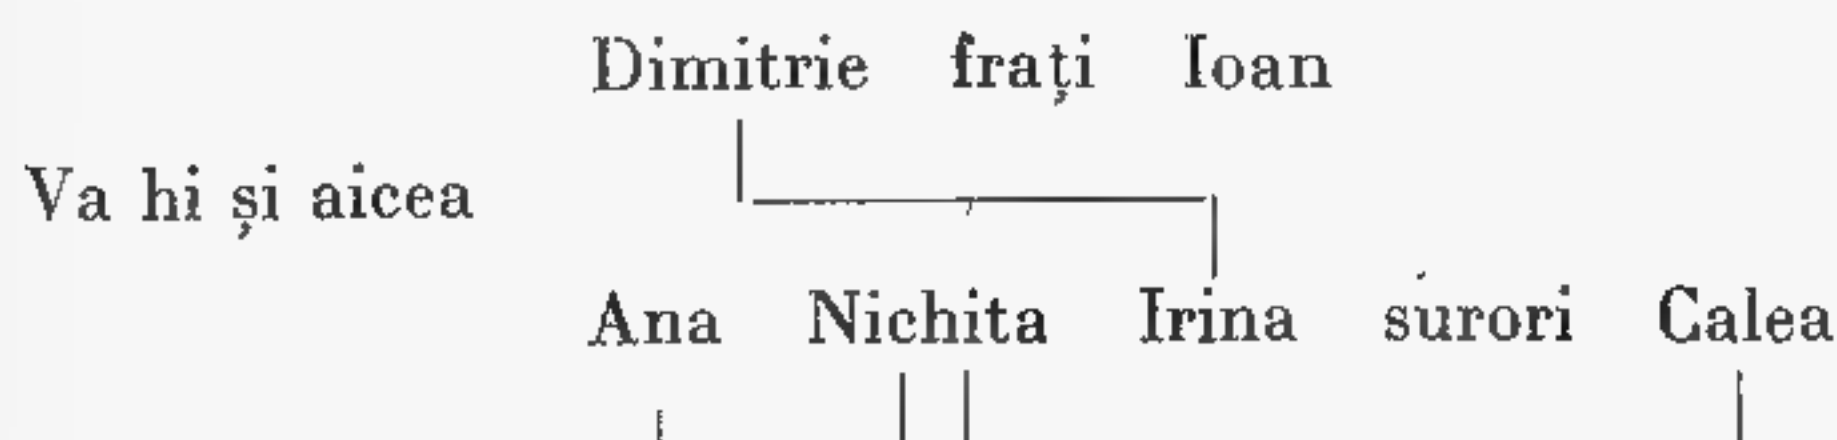 Dimitrie frați Ioan
Va hi și aicea
Ana Nichita Irina surori Calea